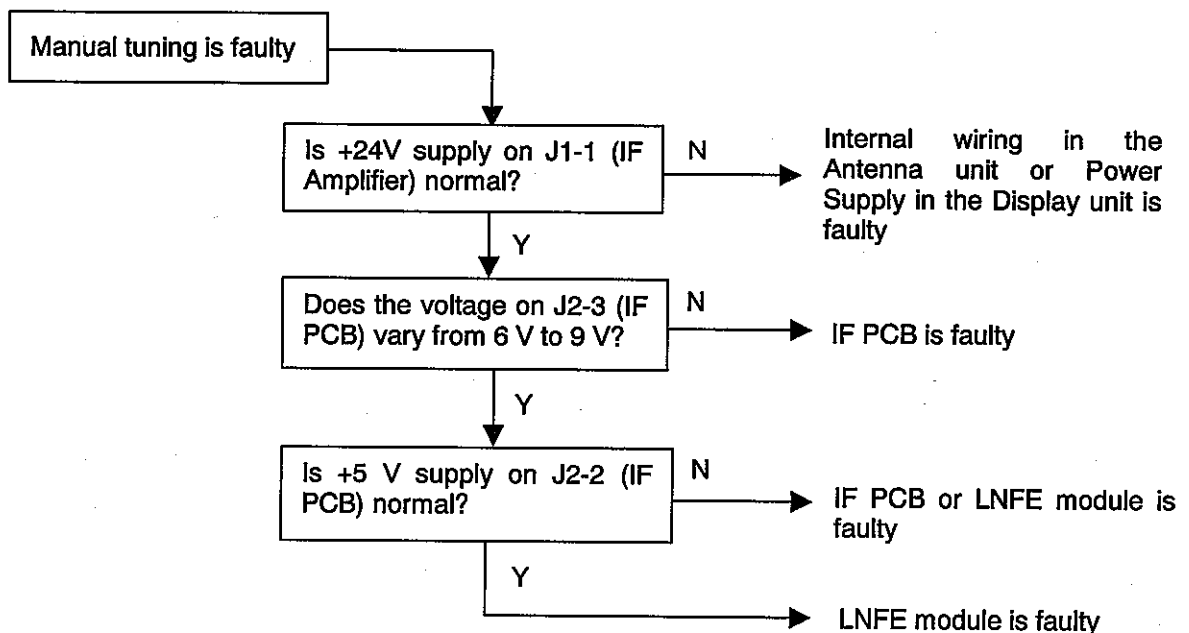 Manual tuning is faulty
Is +24V supply on J1-1 (IF
Amplifier) normal?
N
Internal wiring in the
Antenna unit or Power
Supply in the Display unit is
faulty
Y
Does the voltage on J2-3 (IF
PCB) vary from 6 V to 9 V?
N
IF PCB is faulty
Y
Is +5 V supply on J2-2 (IF
PCB) normal?
N
IF PCB or LNFE module is
faulty
Y
LNFE module is faulty